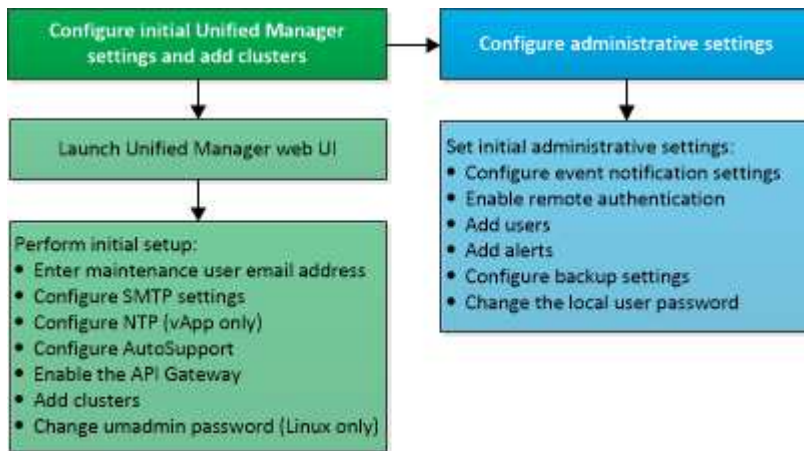 Configure initial Unified Manager
settings and add clusters
Configure administrative settings
Launch Unified Manager web UI
Perform initial setup:
• Enter maintenance user email address
• Configure SMTP settings
• Configure NTP (vApp only)
• Configure AutoSupport
• Enable the API Gateway
• Add clusters
• Change umadmin password (Linux only)
Set initial administrative settings:
• Configure event notification settings
• Enable remote authentication
• Add users
• Add alerts
• Configure backup settings
• Change the local user password